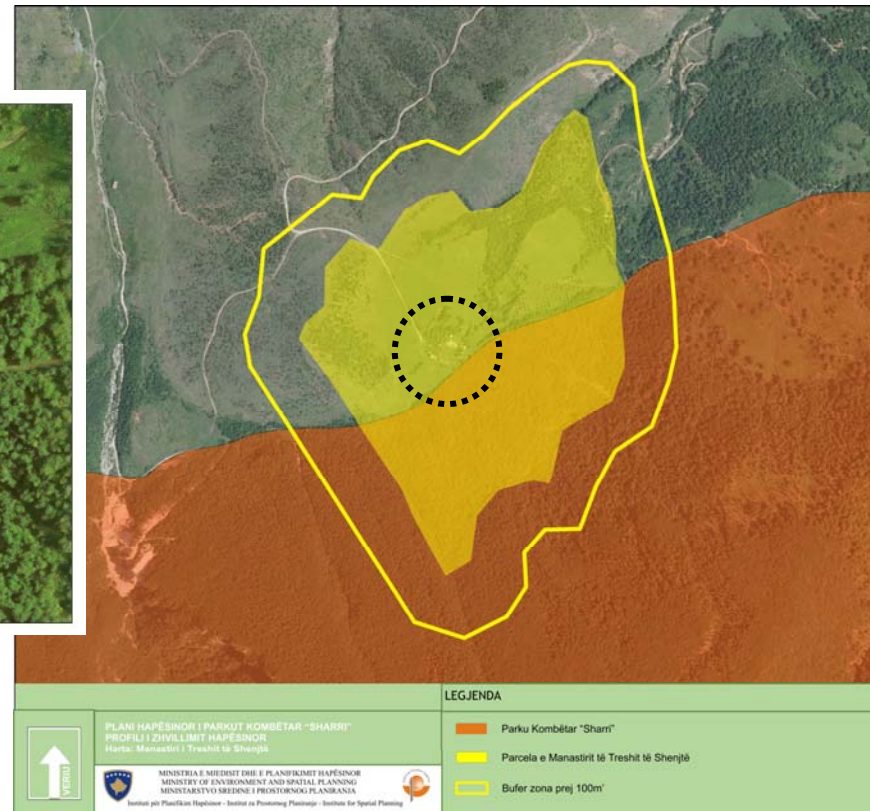 LEGJENDA
PLANI HAPËSINOR I PARKUT KOMBËTAR "SHARRI"
PROFILI I ZHVILLIMIT HAPËSINOR
Harta: Manastiri i Treshit të Shenjtë
VERIU
MINISTRIA E MJEDISIT DHE E PLANIFIKIMIT HAPËSINOR
MINISTRY OF ENVIRONMENT AND SPATIAL PLANNING
MINISTARSTVO SREDINE I PROSTORNOG PLANIRANJA
Instituti për Planifikim Hapësinor - Institut za Prostornog Planiranje - Institute for Spatial Planning
Parku Kombëtar "Sharri"
Parcela e Manastirit të Treshit të Shenjtë
Bufer zona prej 100m'